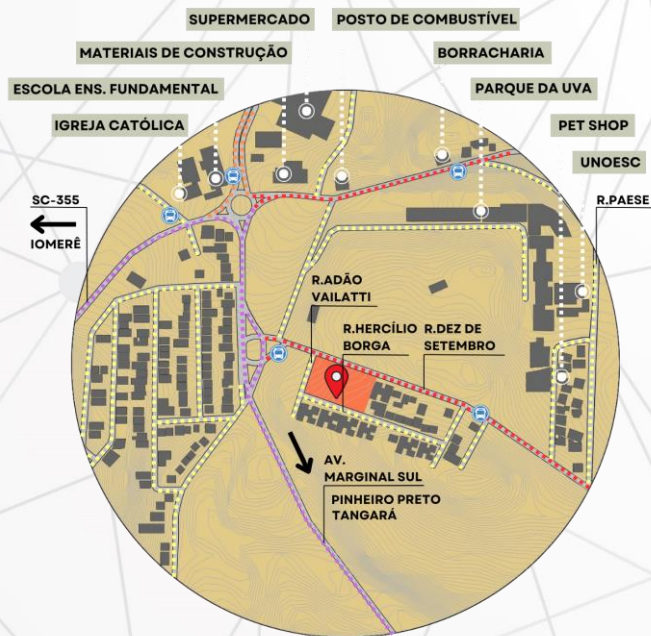 SUPERMERCADO
POSTO DE COMBUSTÍVEL
MATERIAIS DE CONSTRUÇÃO
BORRACHARIA
ESCOLA ENS. FUNDAMENTAL
PARQUE DA UVA
IGREJA CATÓLICA
PET SHOP
UNOESC
SC-355
IOMERÊ
R.PAESE
R.ADÃO
VAILATTI
R.HERCÍLIO
BORGA
R.DEZ DE
SETEMBRO
AV.
MARGINAL SUL
PINHEIRO PRETO
TANGARÁ